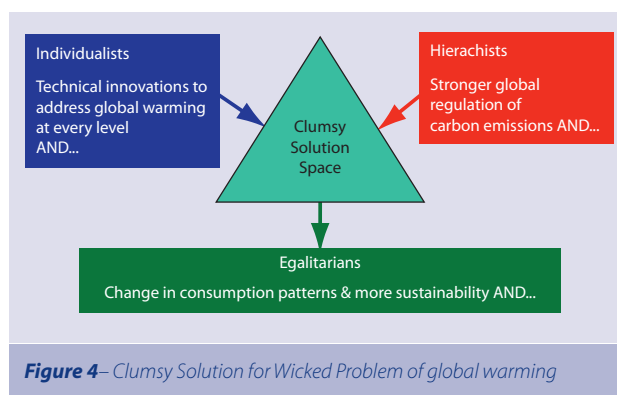 Individualists
Technical innovations to
address global warming
at every level
AND...
Hierachists
Stronger global
regulation of
carbon emissions AND...
Clumsy
Solution
Space
Egalitarians
Change in consumption patterns & more sustainability AND...
Figure 4– Clumsy Solution for Wicked Problem of global warming